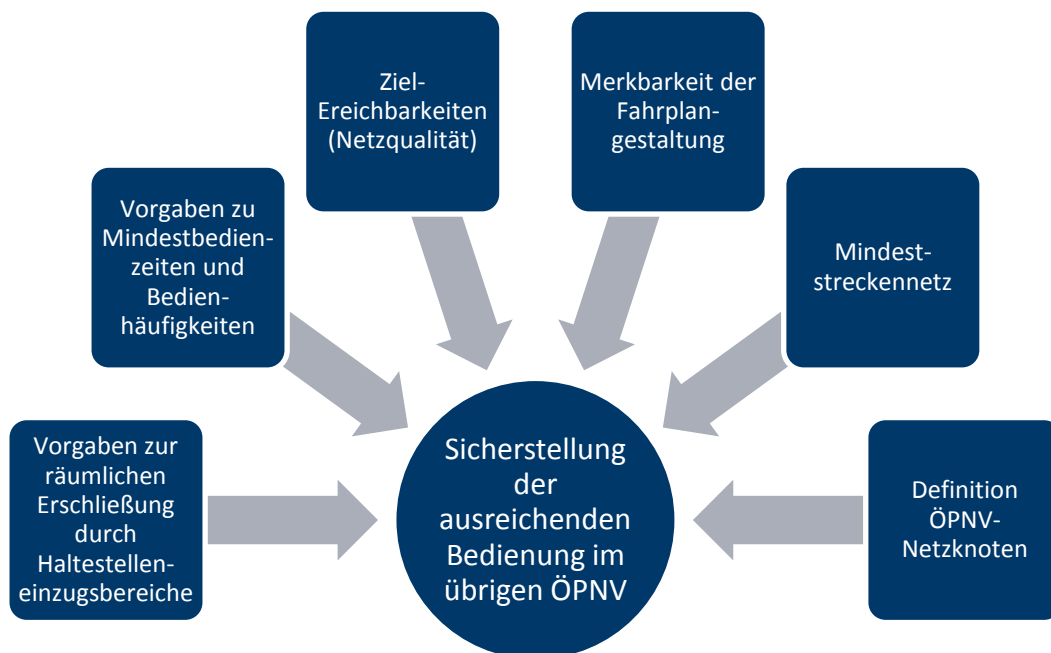 Vorgaben zur
räumlichen
Erschließung
durch
Haltestellen-
einzugsbereiche
Vorgaben zu
Mindestbedien-
zeiten und
Bedien-
häufigkeiten
Ziel-
Ereichbarkeiten
(Netzqualität)
Merkbarkeit der
Fahrplan-
gestaltung
Mindest-
streckennetz
Definition
ÖPNV-
Netzknoten
Sicherstellung
der
ausreichenden
Bedienung im
übrigen ÖPNV